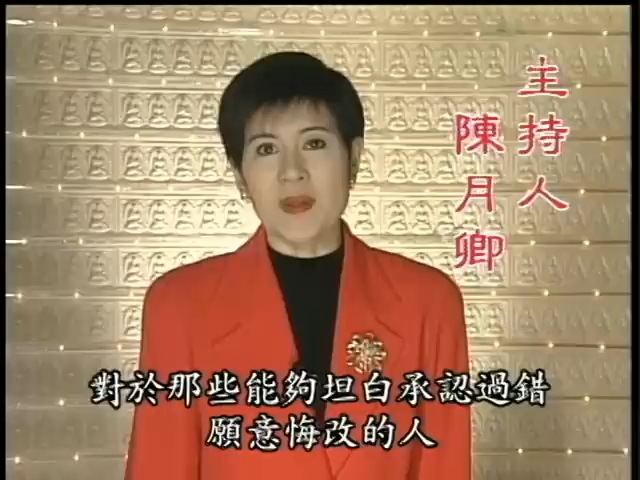 主持人
陳月卿
對於那些能夠坦白承認過錯
願意悔改的人